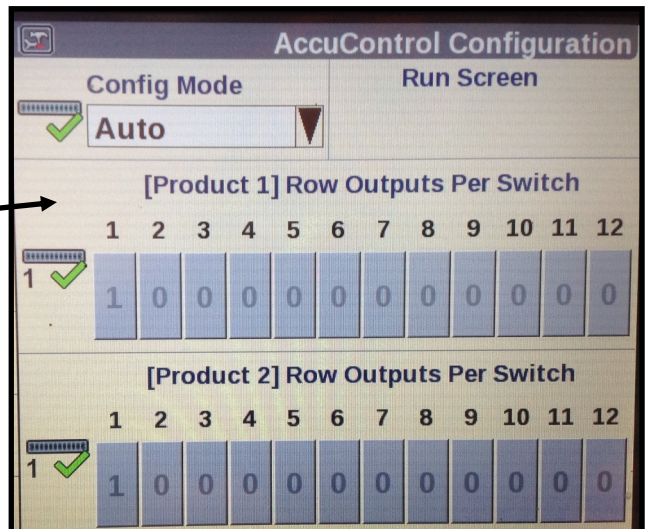 AccuControl Configuration
Config Mode
Run Screen
Auto
[Product 1] Row Outputs Per Switch
1 2 3 4 5 6 7 8 9 10 11 12
1
1 0 0 0 0 0 0 0 0 0 0 0
[Product 2] Row Outputs Per Switch
1 2 3 4 5 6 7 8 9 10 11 12
1
1 0 0 0 0 0 0 0 0 0 0 0